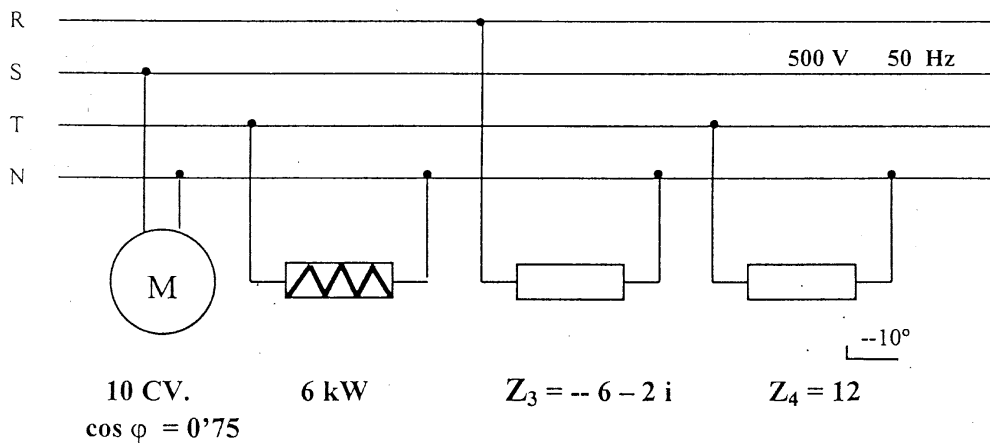 R
S
500 V 50 Hz
T
N
M
--10°
10 CV. 6 kW Z₃ = -- 6 – 2 i Z₄ = 12
cos φ = 0'75